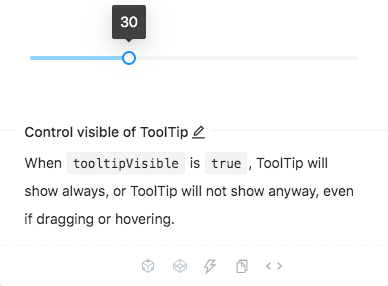 30
Control visible of ToolTip
When tooltipVisible is true, ToolTip will
show always, or ToolTip will not show anyway, even
if dragging or hovering.